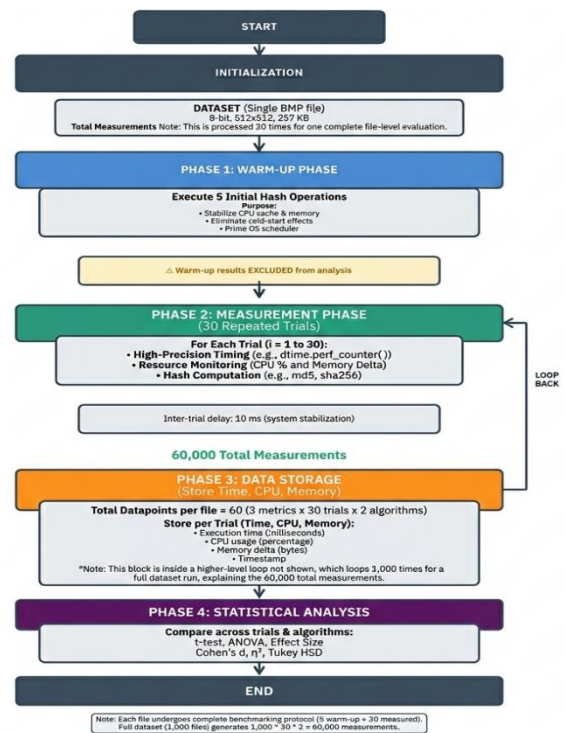 START
INITIALIZATION
DATASET (Single BMP file)
8-bit, 512x512, 257 KB
Total Measurements Note: This is processed 30 times for one complete file-level evaluation.
PHASE 1: WARM-UP PHASE
Execute 5 Initial Hash Operations
Purpose:
• Stabilize CPU cache & memory
• Eliminate celd-start effects
• Prime OS scheduler
⚠ Warm-up results EXCLUDED from analysis
PHASE 2: MEASUREMENT PHASE
(30 Repeated Trials)
For Each Trial (i = 1 to 30):
• High-Precision Timing (e.g., dtime.perf_counter())
• Resource Monitoring (CPU % and Memory Delta)
• Hash Computation (e.g., md5, sha256)
LOOP
BACK
Inter-trial delay: 10 ms (system stabilization)
60,000 Total Measurements
PHASE 3: DATA STORAGE
(Store Time, CPU, Memory)
Total Datapoints per file = 60 (3 metrics x 30 trials x 2 algorithms)
Store per Trial (Time, CPU, Memory):
• Execution tima (:nilliseconds)
• CPU usage (percentage)
• Memory delta (bytes)
• Timestamp
*Note: This block is inside a higher-level loop not shown, which loops 3,000 times for a
full dataset run, explaining the 60,000 total measurements.
PHASE 4: STATISTICAL ANALYSIS
Compare across trials & algorithms:
t-test, ANOVA, Effect Size
Cohen's d, η², Tukey HSD
END
Note: Each file undergoes complete benchmarking protocol (5 warm-up + 30 measured).
Full dataset (1,000 files) generates 1,000 * 30 * 2 = 60,000 measurements.